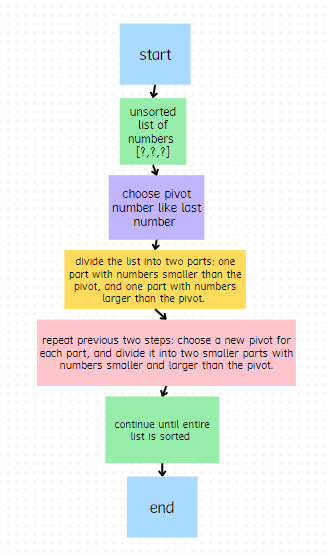 start
unsorted
list of
numbers
[?,?,?]
choose pivot
number like last
number
divide the list into two parts: one
part with numbers smaller than the
pivot, and one part with numbers
larger than the pivot.
repeat previous two steps: choose a new pivot for
each part, and divide it into two smaller parts with
numbers smaller and larger than the pivot.
continue until entire
list is sorted
end